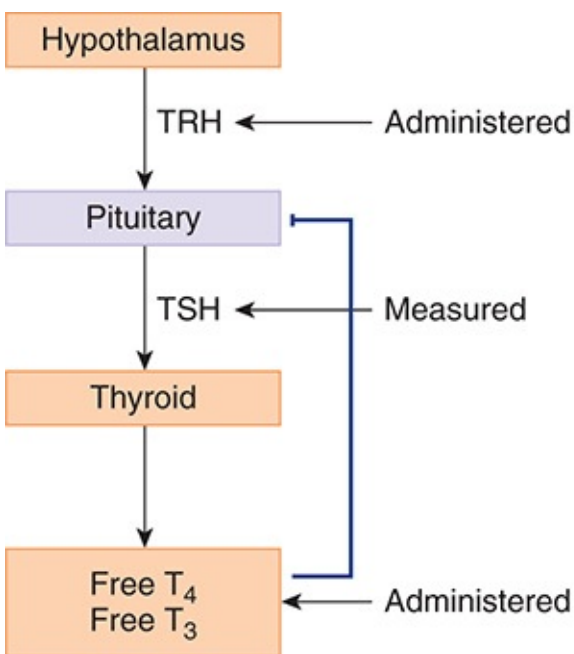 Hypothalamus
TRH
Administered
Pituitary
TSH
Measured
Thyroid
Free T₄
Free T₃
Administered